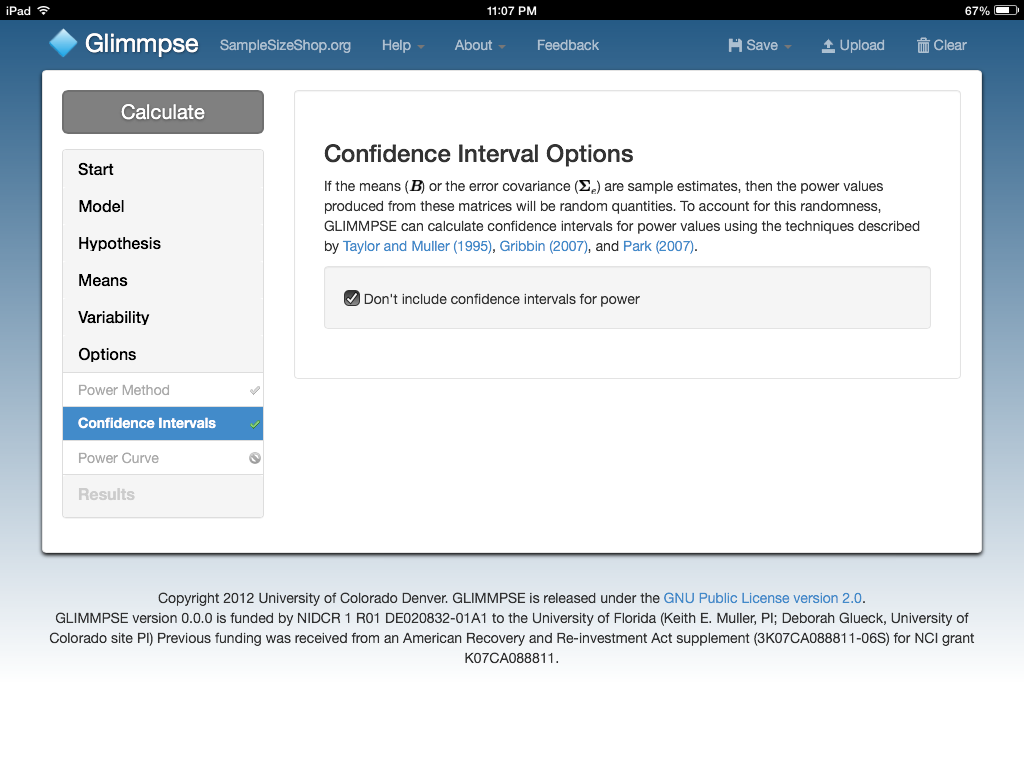 iPad 11:07 PM 67%
Glimmpse SampleSizeShop.org Help About Feedback Save Upload Clear
Calculate
Start
Model
Hypothesis
Means
Variability
Options
Power Method
Confidence Intervals
Power Curve
Results
Confidence Interval Options
If the means (B) or the error covariance (Σₑ) are sample estimates, then the power values
produced from these matrices will be random quantities. To account for this randomness,
GLIMMPSE can calculate confidence intervals for power values using the techniques described
by Taylor and Muller (1995), Gribbin (2007), and Park (2007).
Don't include confidence intervals for power
Copyright 2012 University of Colorado Denver. GLIMMPSE is released under the GNU Public License version 2.0.
GLIMMPSE version 0.0.0 is funded by NIDCR 1 R01 DE020832-01A1 to the University of Florida (Keith E. Muller, PI; Deborah Glueck, University of
Colorado site PI) Previous funding was received from an American Recovery and Re-investment Act supplement (3K07CA088811-06S) for NCI grant
K07CA088811.